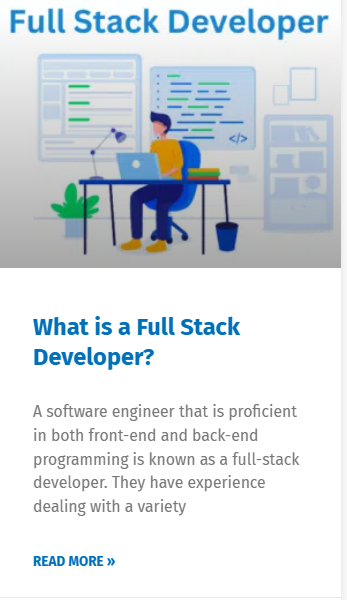 Full Stack Developer
</>
What is a Full Stack
Developer?
A software engineer that is proficient
in both front-end and back-end
programming is known as a full-stack
developer. They have experience
dealing with a variety
READ MORE »